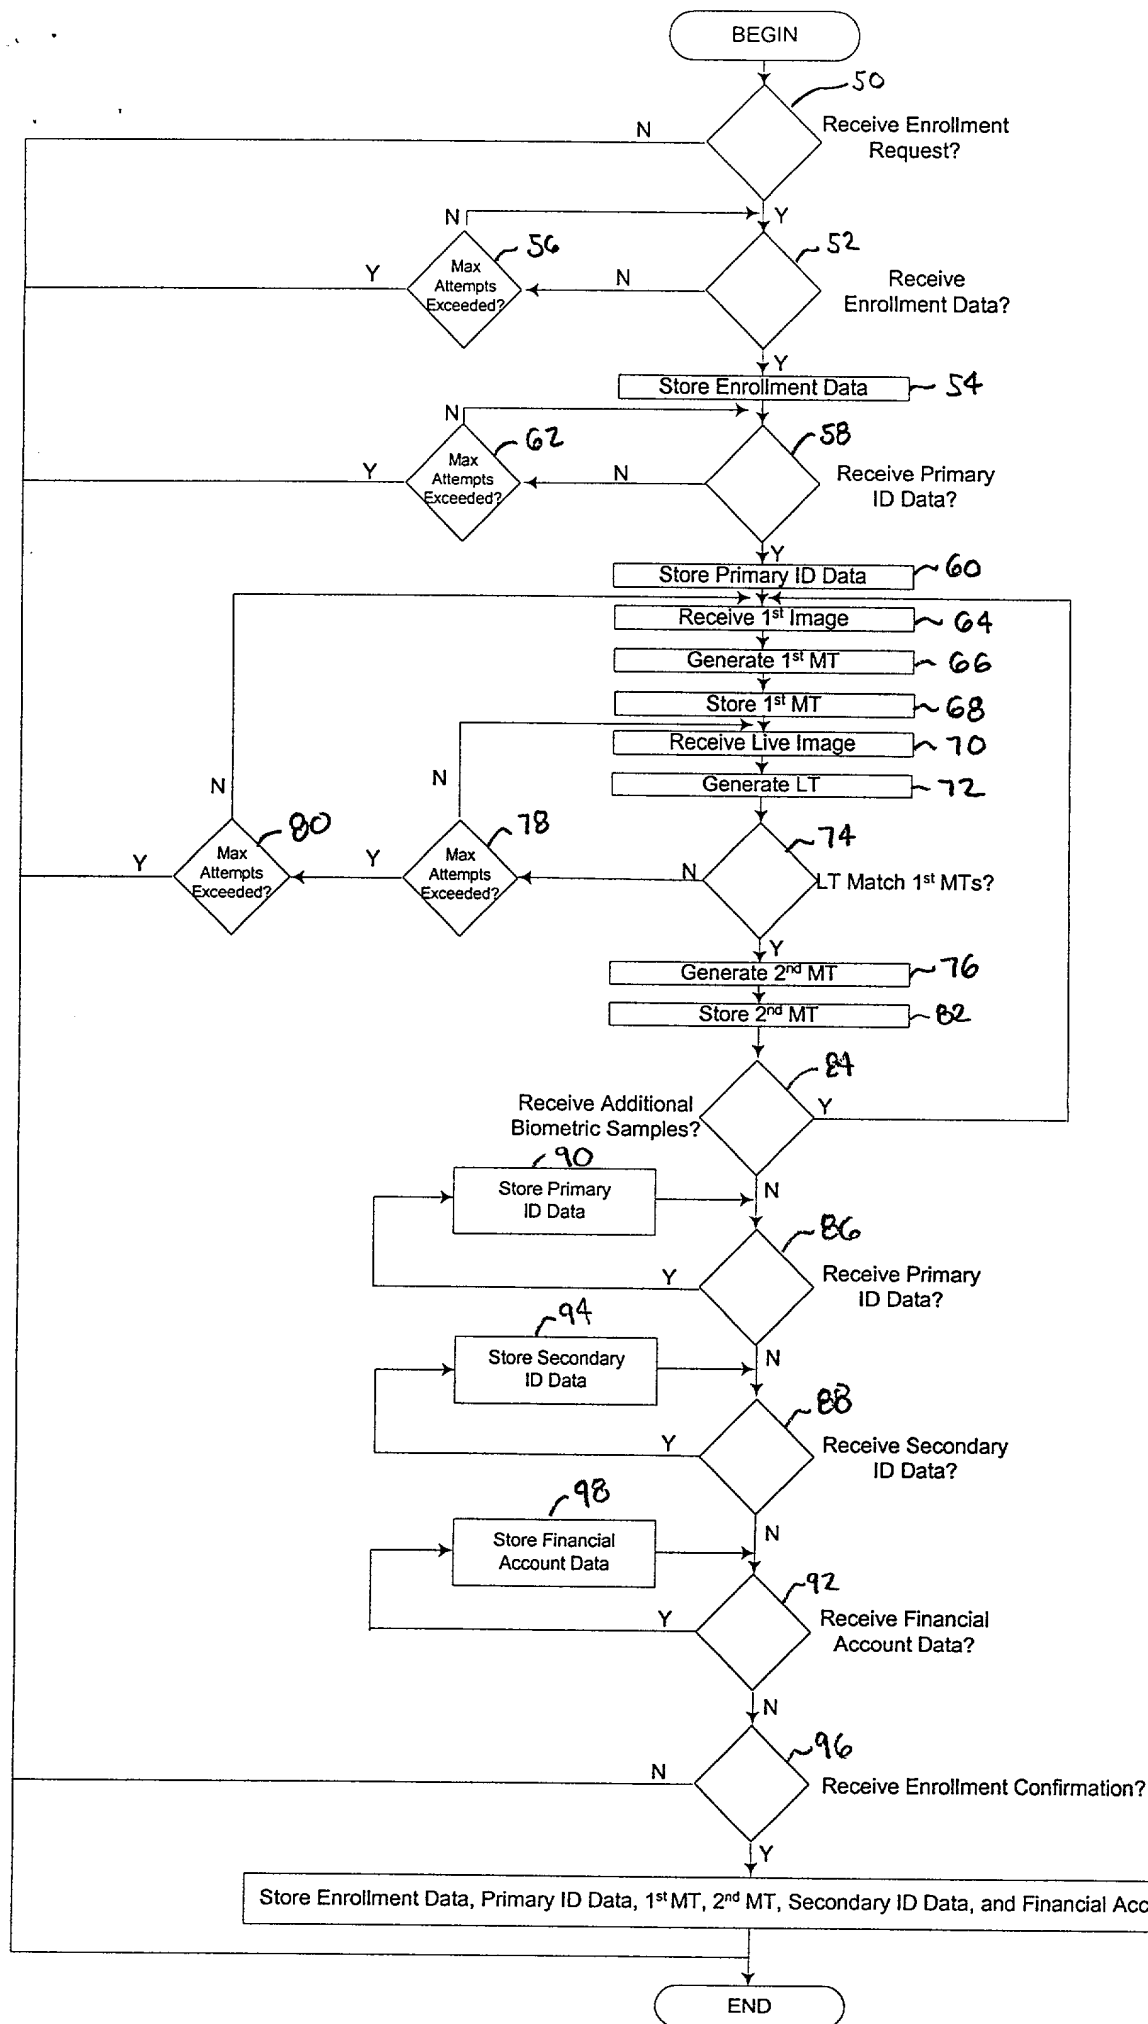 BEGIN
50
Receive Enrollment
Request?
N
Y
N
56
52
Max
Attempts
Exceeded?
Y
N
Receive
Enrollment Data?
Y
Store Enrollment Data
54
N
62
58
Max
Attempts
Exceeded?
Y
N
Receive Primary
ID Data?
Y
Store Primary ID Data
60
Receive 1st Image
64
Generate 1st MT
66
Store 1st MT
68
Receive Live Image
70
Generate LT
72
N
N
80
78
74
Max
Attempts
Exceeded?
Y
Max
Attempts
Exceeded?
Y
N
LT Match 1st MTs?
Y
Generate 2nd MT
76
Store 2nd MT
82
84
Receive Additional
Biometric Samples?
Y
N
90
Store Primary
ID Data
86
Receive Primary
ID Data?
Y
N
94
Store Secondary
ID Data
88
Receive Secondary
ID Data?
Y
N
98
Store Financial
Account Data
92
Receive Financial
Account Data?
Y
N
96
Receive Enrollment Confirmation?
N
Y
Store Enrollment Data, Primary ID Data, 1st MT, 2nd MT, Secondary ID Data, and Financial Acc
END